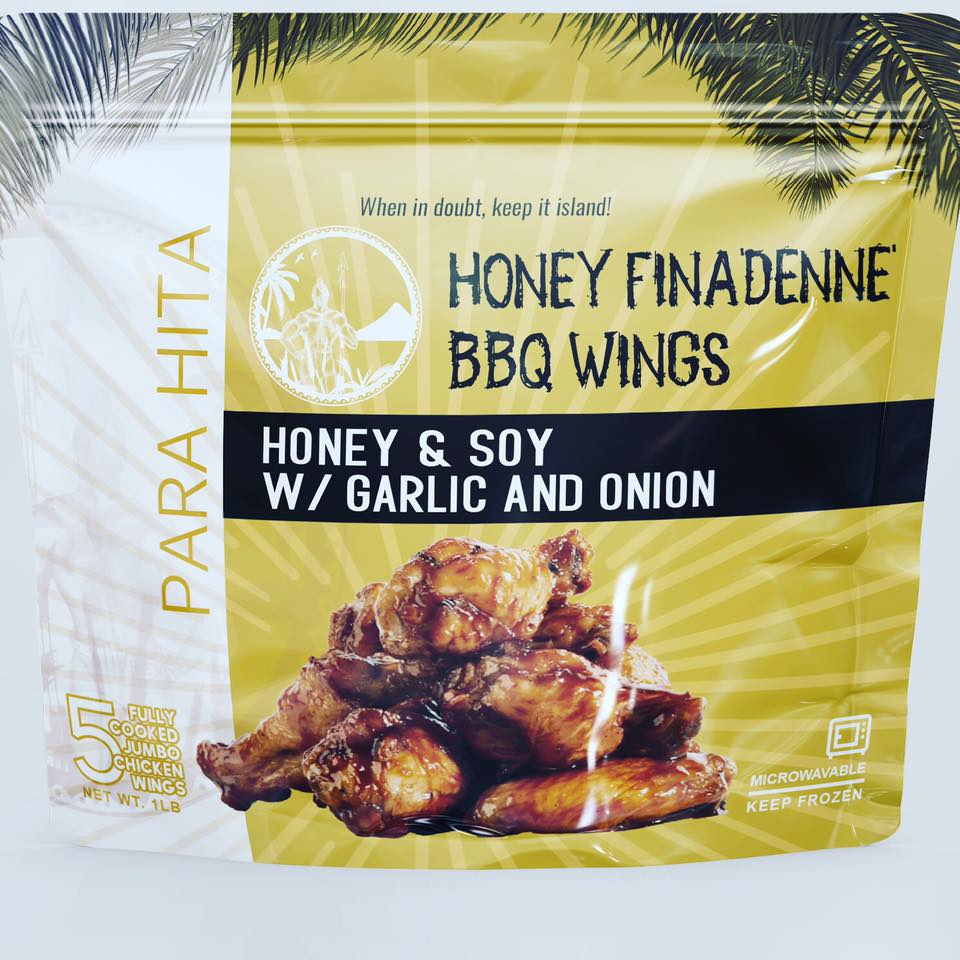 When in doubt, keep it island!
HONEY FINA'DENNE'
BBQ WINGS
HONEY & SOY
W/ GARLIC AND ONION
PARA HITA
5 FULLY
COOKED
JUMBO
CHICKEN
WINGS
NET WT. 1LB
MICROWAVABLE
KEEP FROZEN